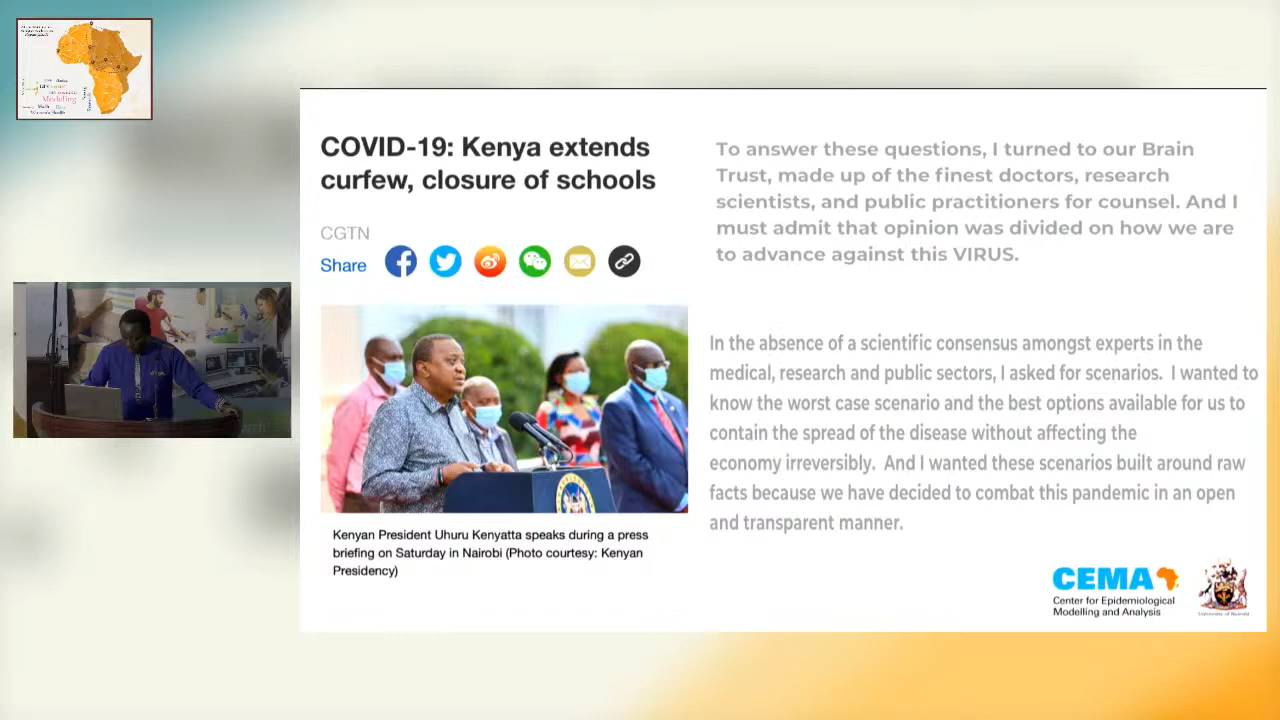 Modeling
Women's Health
COVID-19: Kenya extends
curfew, closure of schools
CGTN
Share
Kenyan President Uhuru Kenyatta speaks during a press
briefing on Saturday in Nairobi (Photo courtesy: Kenyan
Presidency)
To answer these questions, I turned to our Brain
Trust, made up of the finest doctors, research
scientists, and public practitioners for counsel. And I
must admit that opinion was divided on how we are
to advance against this VIRUS.
In the absence of a scientific consensus amongst experts in the
medical, research and public sectors, I asked for scenarios. I wanted to
know the worst case scenario and the best options available for us to
contain the spread of the disease without affecting the
economy irreversibly. And I wanted these scenarios built around raw
facts because we have decided to combat this pandemic in an open
and transparent manner.
CEMA
Center for Epidemiological
Modelling and Analysis
University of Nairobi